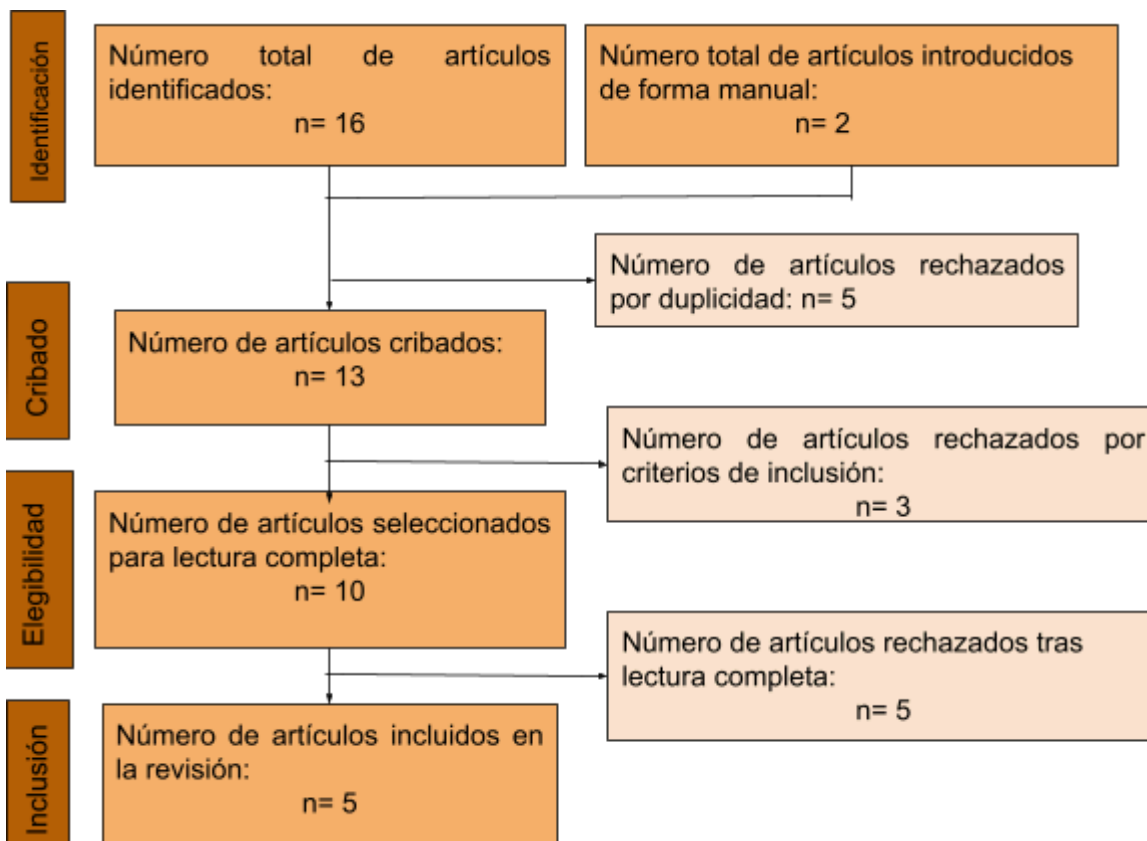 Identificación
Número total de artículos
identificados:
n= 16
Número total de artículos introducidos
de forma manual:
n= 2
Número de artículos rechazados
por duplicidad: n= 5
Cribado
Número de artículos cribados:
n= 13
Número de artículos rechazados por
criterios de inclusión:
n= 3
Elegibilidad
Número de artículos seleccionados
para lectura completa:
n= 10
Número de artículos rechazados tras
lectura completa:
n= 5
Inclusión
Número de artículos incluidos en
la revisión:
n= 5